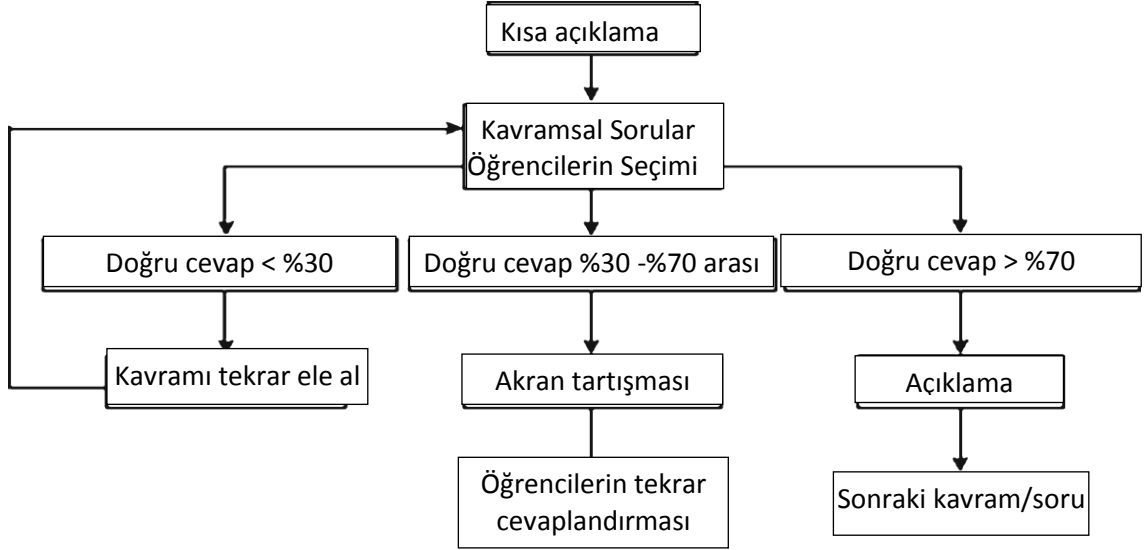 Kısa açıklama
Kavramsal Sorular
Öğrencilerin Seçimi
Doğru cevap < %30
Doğru cevap %30 -%70 arası
Doğru cevap > %70
Kavramı tekrar ele al
Akran tartışması
Açıklama
Öğrencilerin tekrar
cevaplandırması
Sonraki kavram/soru